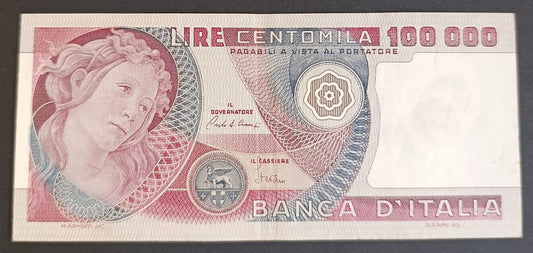 LIRE CENTOMILA 100 000
PAGABILI A VISTA AL PORTATORE
IL
GOVERNATORE
IL CASSIERE
BANCA D'ITALIA